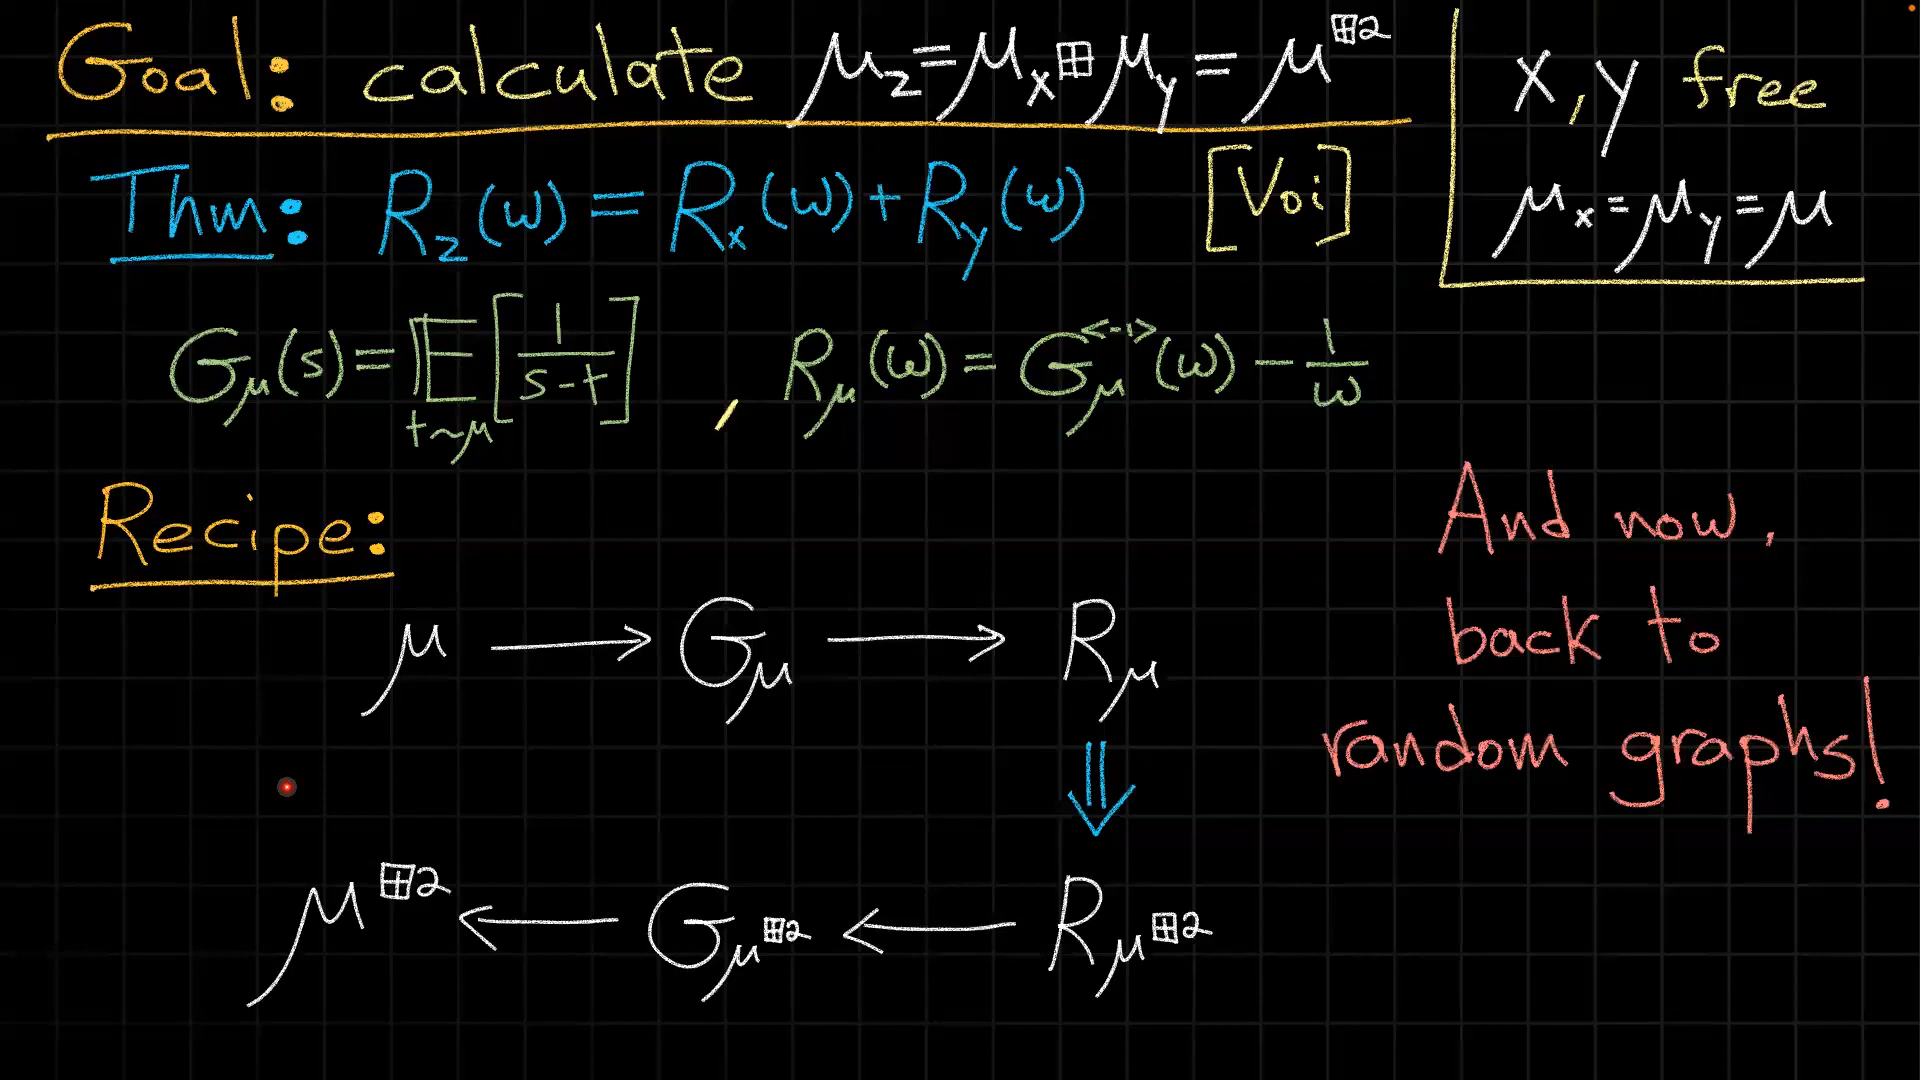 Goal: calculate μ_z = μ_x ⊞ μ_y = μ^⊞2
x, y free
μ_x = μ_y = μ
Thm: R_z(ω) = R_x(ω) + R_y(ω) [Voi]
G_μ(s) = 𝔼_{t~μ} [1/(s-t)], R_μ(ω) = G_μ^<-1>(ω) - 1/ω
Recipe:
μ → G_μ → R_μ
⇓
μ^⊞2 ← G_μ^⊞2 ← R_μ^⊞2
And now,
back to
random graphs!